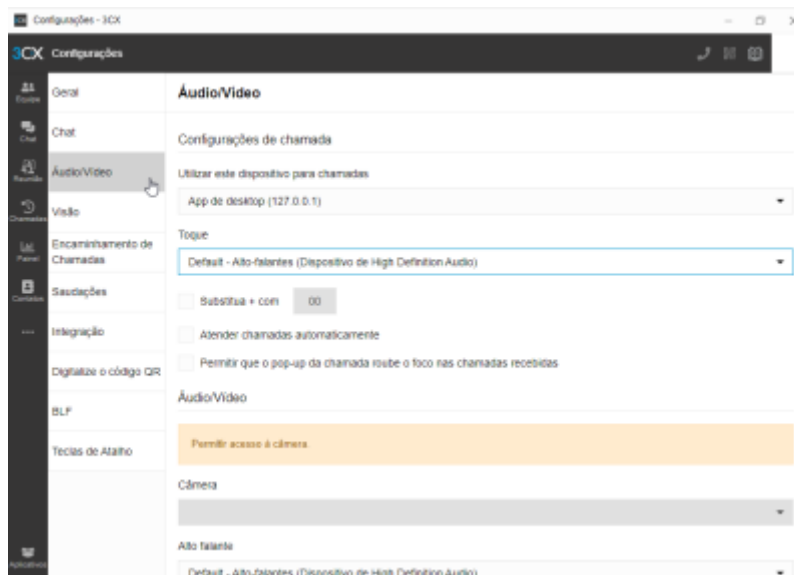 Configurações - 3CX
3CX Configurações
Equipe
Chat
Reunião
Chamadas
Painel
Contatos
Aplicativos
Geral
Chat
Áudio/Vídeo
Visão
Encaminhamento de
Chamadas
Saudações
Integração
Digitalize o código QR
BLF
Teclas de Atalho
Áudio/Vídeo
Configurações de chamada
Utilizar este dispositivo para chamadas
App de desktop (127.0.0.1)
Toque
Default - Alto-falantes (Dispositivo de High Definition Audio)
Substitua + com 00
Atender chamadas automaticamente
Permitir que o pop-up da chamada roube o foco nas chamadas recebidas
Áudio/Vídeo
Permitir acesso à câmera.
Câmera
Alto falante
Default - Alto-falantes (Dispositivo de High Definition Audio)